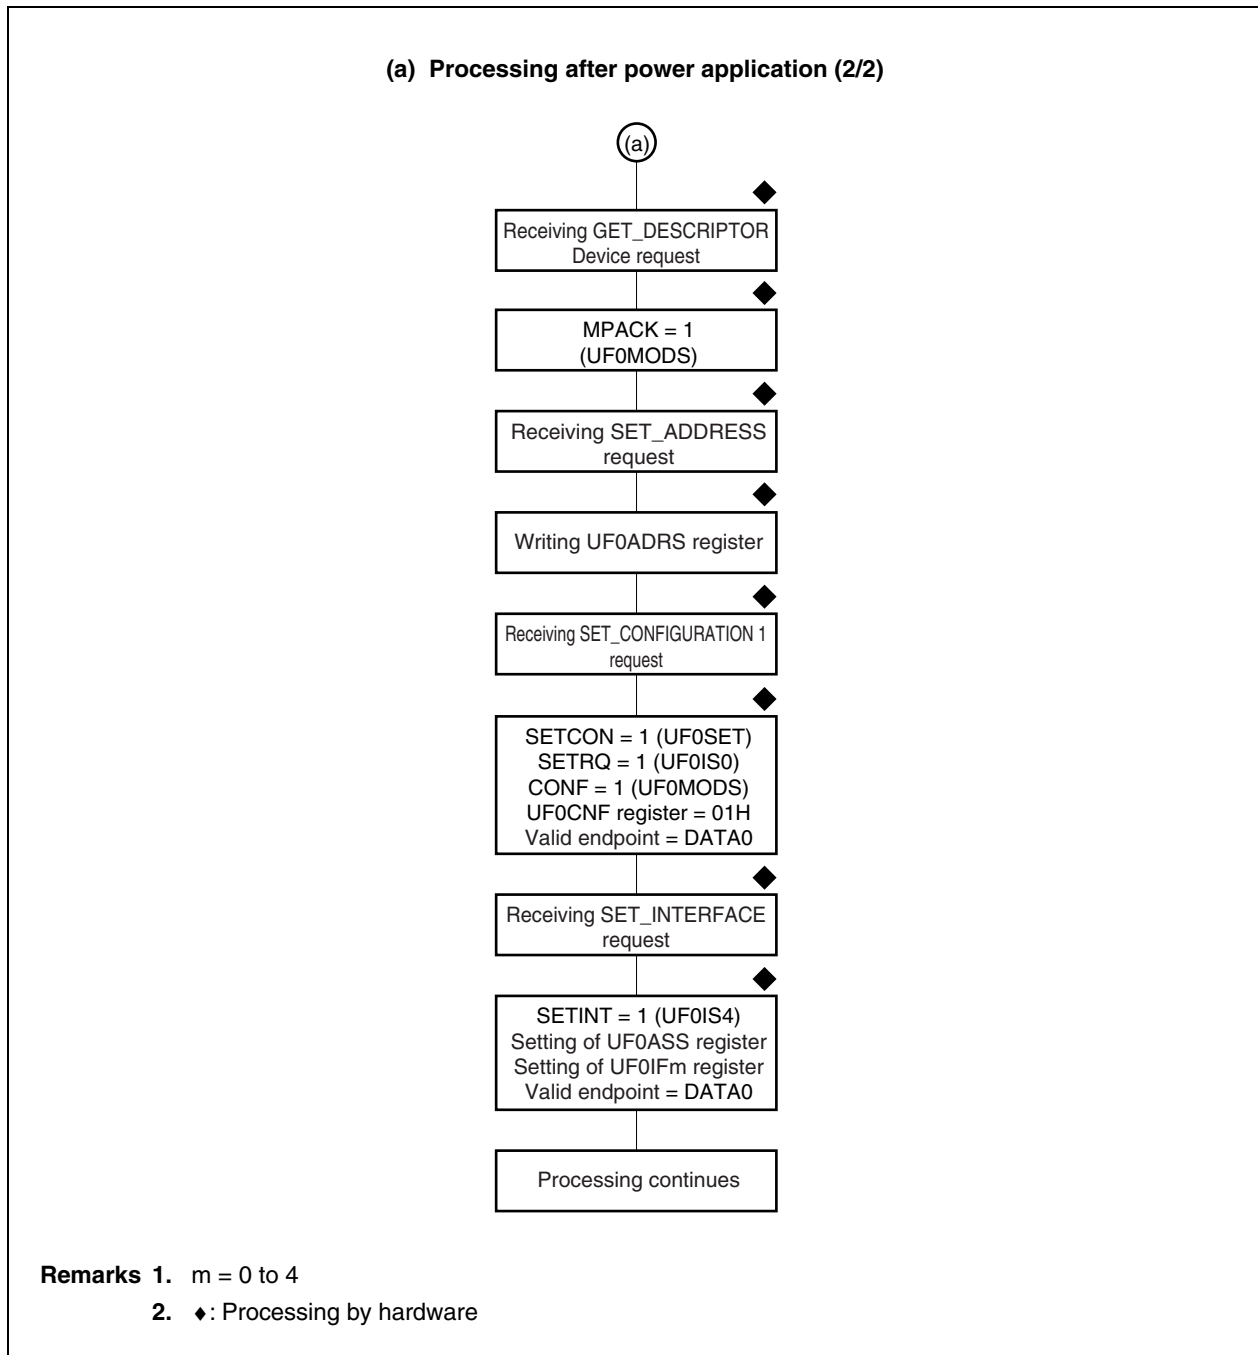 (a) Processing after power application (2/2)
(a)
◆
Receiving GET_DESCRIPTOR
Device request
◆
MPACK = 1
(UF0MODS)
◆
Receiving SET_ADDRESS
request
◆
Writing UF0ADRS register
◆
Receiving SET_CONFIGURATION 1
request
◆
SETCON = 1 (UF0SET)
SETRQ = 1 (UF0IS0)
CONF = 1 (UF0MODS)
UF0CNF register = 01H
Valid endpoint = DATA0
◆
Receiving SET_INTERFACE
request
◆
SETINT = 1 (UF0IS4)
Setting of UF0ASS register
Setting of UF0IFm register
Valid endpoint = DATA0
Processing continues
Remarks 1. m = 0 to 4
2. ♦: Processing by hardware